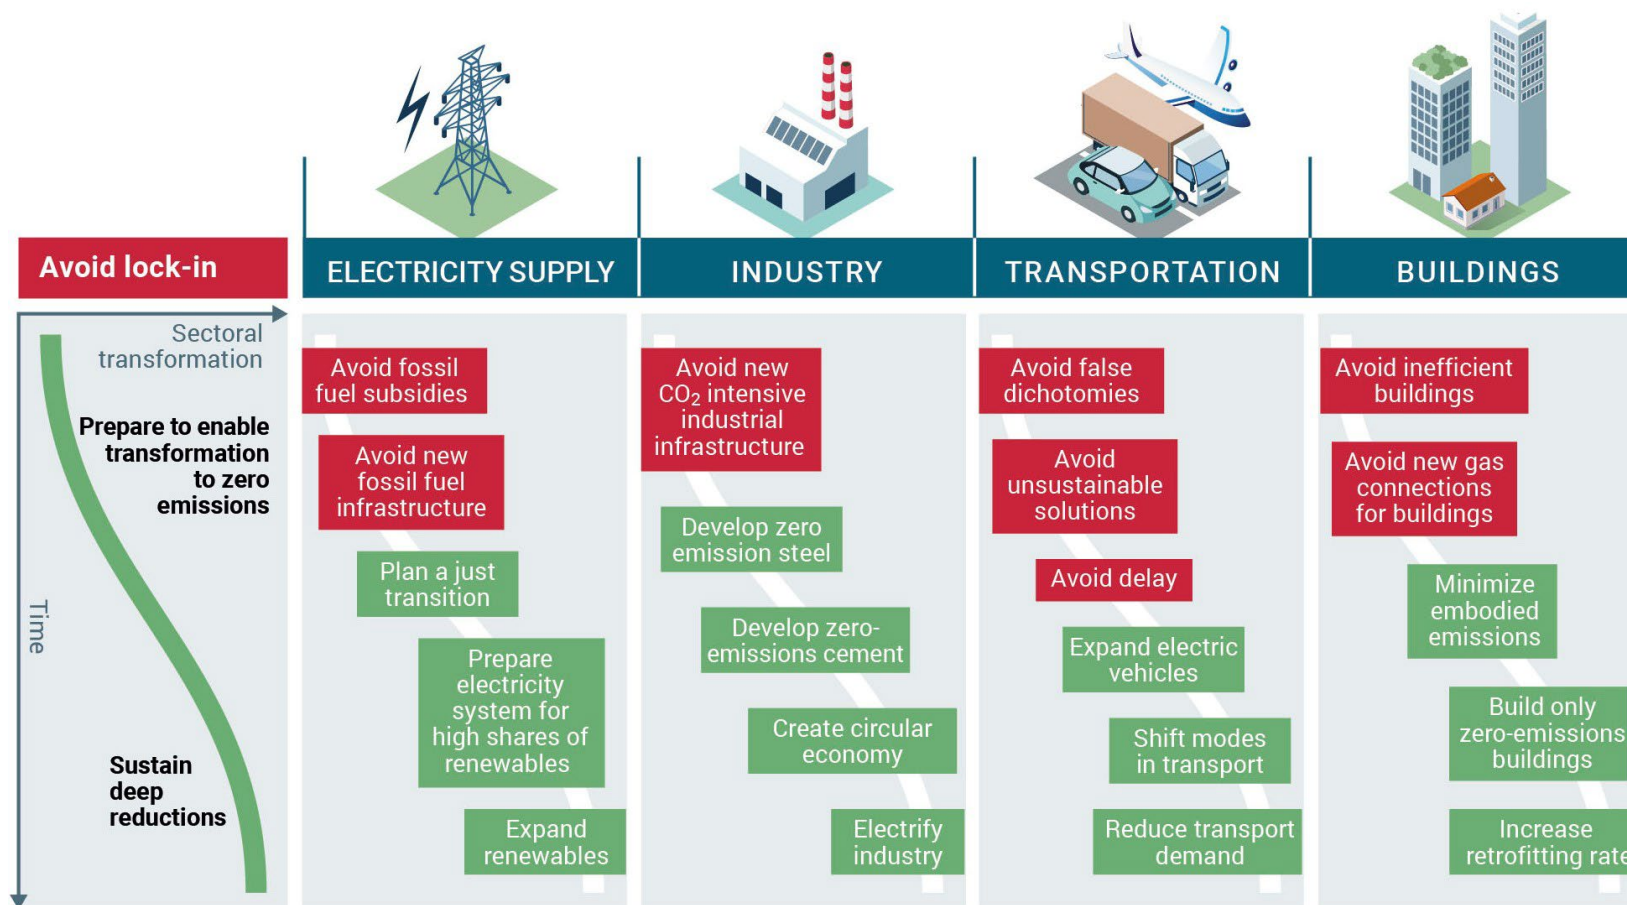 Avoid lock-in
ELECTRICITY SUPPLY
INDUSTRY
TRANSPORTATION
BUILDINGS
Sectoral
transformation
Prepare to enable
transformation
to zero
emissions
Time
Sustain
deep
reductions
Avoid fossil
fuel subsidies
Avoid new
fossil fuel
infrastructure
Plan a just
transition
Prepare
electricity
system for
high shares of
renewables
Expand
renewables
Avoid new
CO₂ intensive
industrial
infrastructure
Develop zero
emission steel
Develop zero-
emissions cement
Create circular
economy
Electrify
industry
Avoid false
dichotomies
Avoid
unsustainable
solutions
Avoid delay
Expand electric
vehicles
Shift modes
in transport
Reduce transport
demand
Avoid inefficient
buildings
Avoid new gas
connections
for buildings
Minimize
embodied
emissions
Build only
zero-emissions
buildings
Increase
retrofitting rate